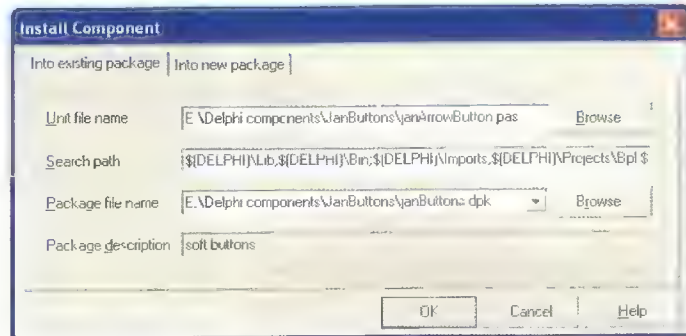 Install Component
Into existing package Into new package
Unit file name E \Delphi components\JanButtons\janArrowButton pas Browse
Search path $(DELPHI)\Lib,$(DELPHI)\Bin;$(DELPHI)\Imports,$(DELPHI)\Projects\Bpl $
Package file name E.\Delphi components\JanButtons\janButtons dpk Browse
Package description soft buttons
OK Cancel Help